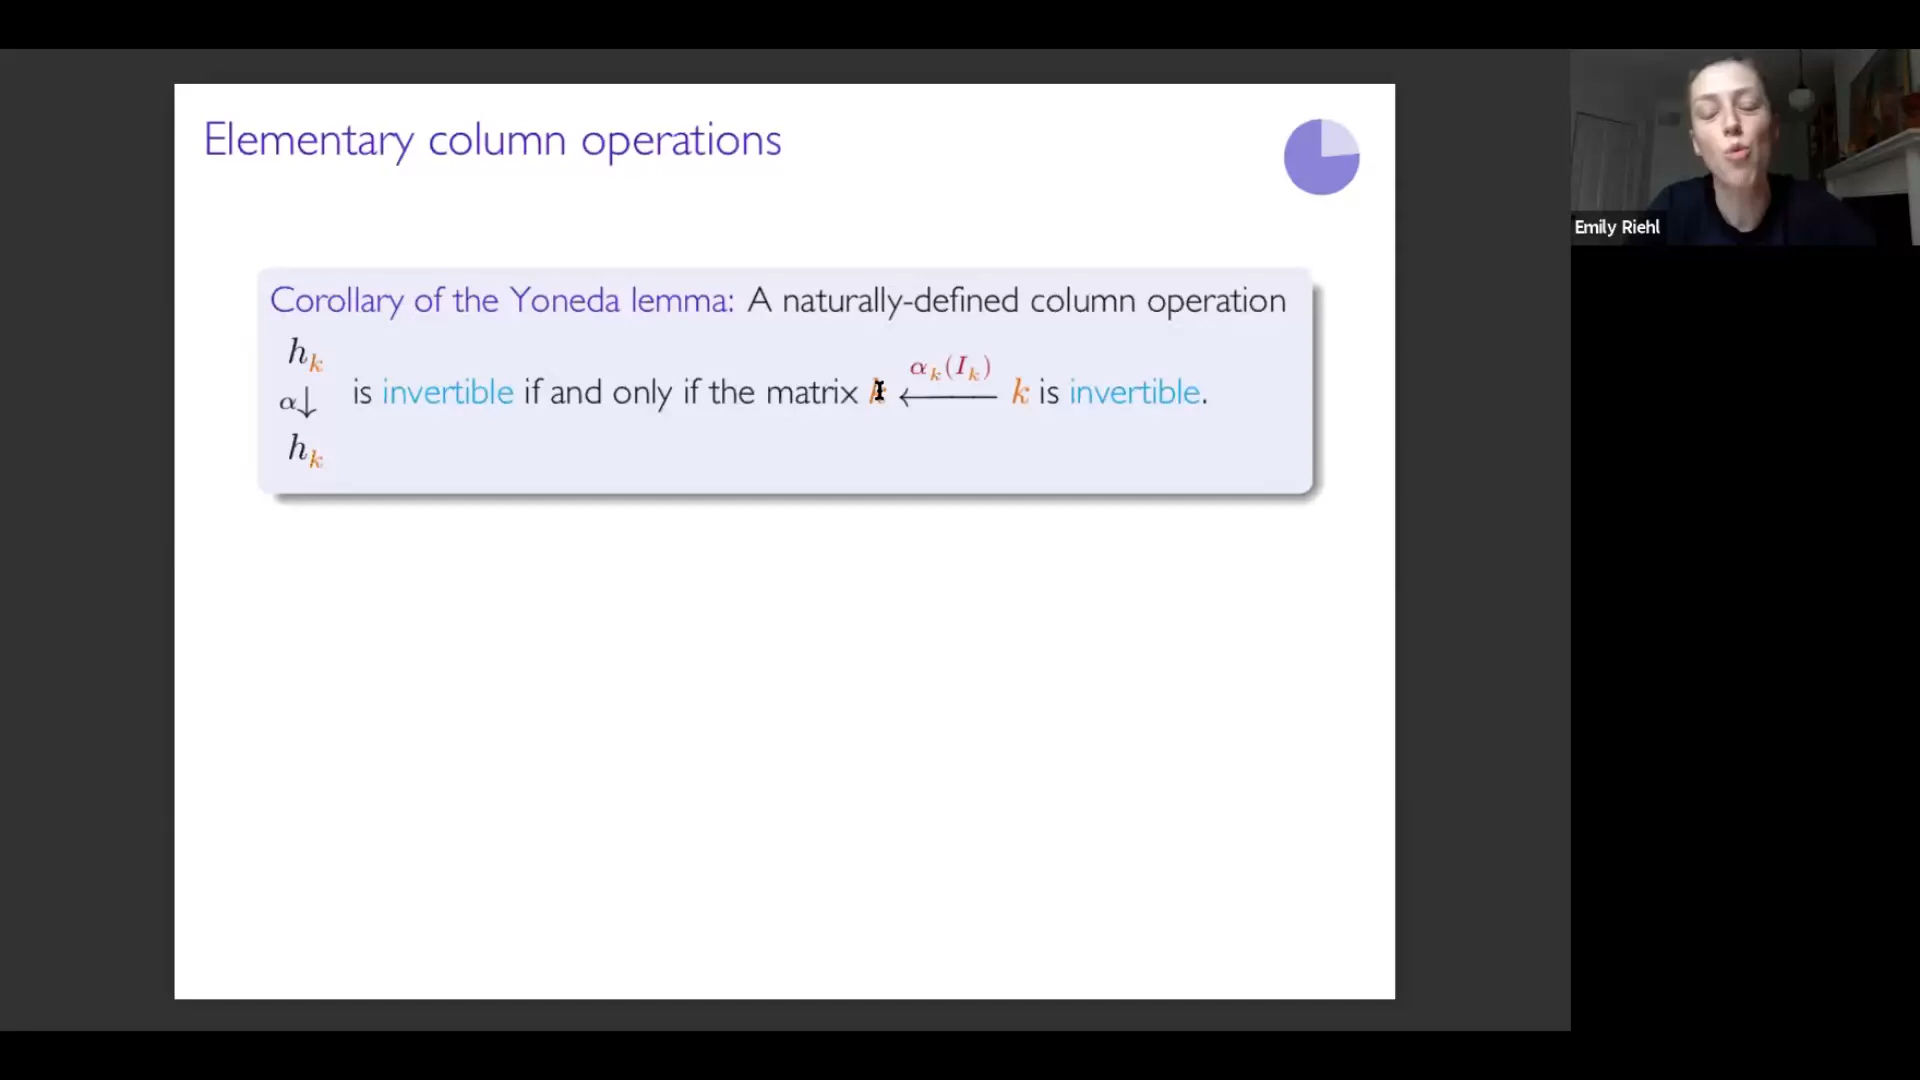 Elementary column operations
Emily Riehl
Corollary of the Yoneda lemma: A naturally-defined column operation
h_k
α↓ is invertible if and only if the matrix k ⟵ k is invertible.
α_k(I_k)
h_k